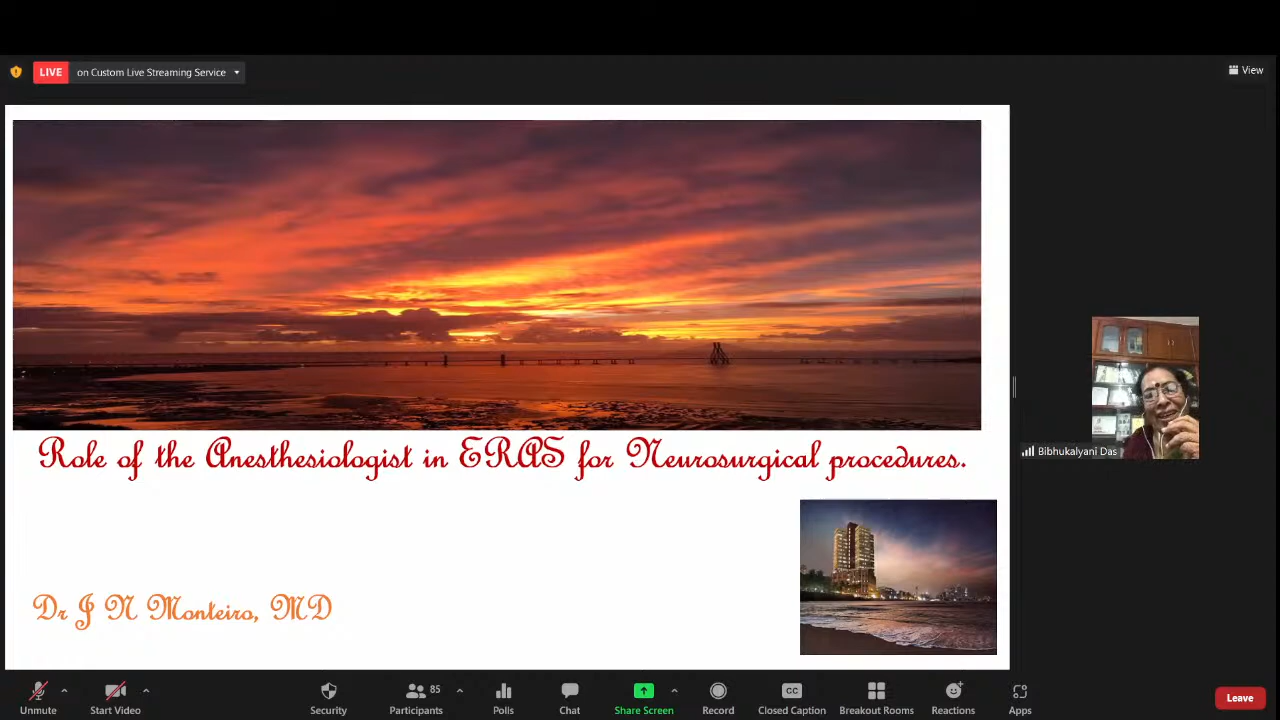 LIVE on Custom Live Streaming Service
View
Role of the Anesthesiologist in ERAS for Neurosurgical procedures.
Dr J N Monteiro, MD
Bibhukalyani Das
85
CC
Unmute Start Video Security Participants Polls Chat Share Screen Record Closed Caption Breakout Rooms Reactions Apps Leave